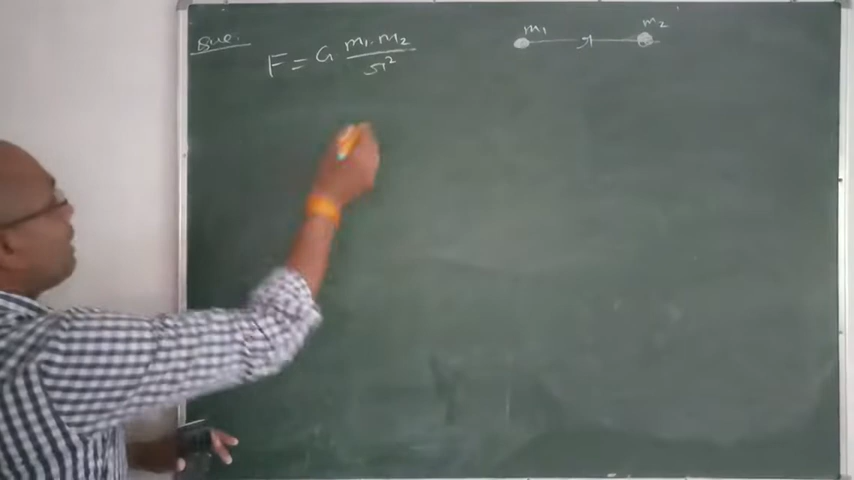 Que:
F = G m₁.m₂/r²
m₁ r m₂